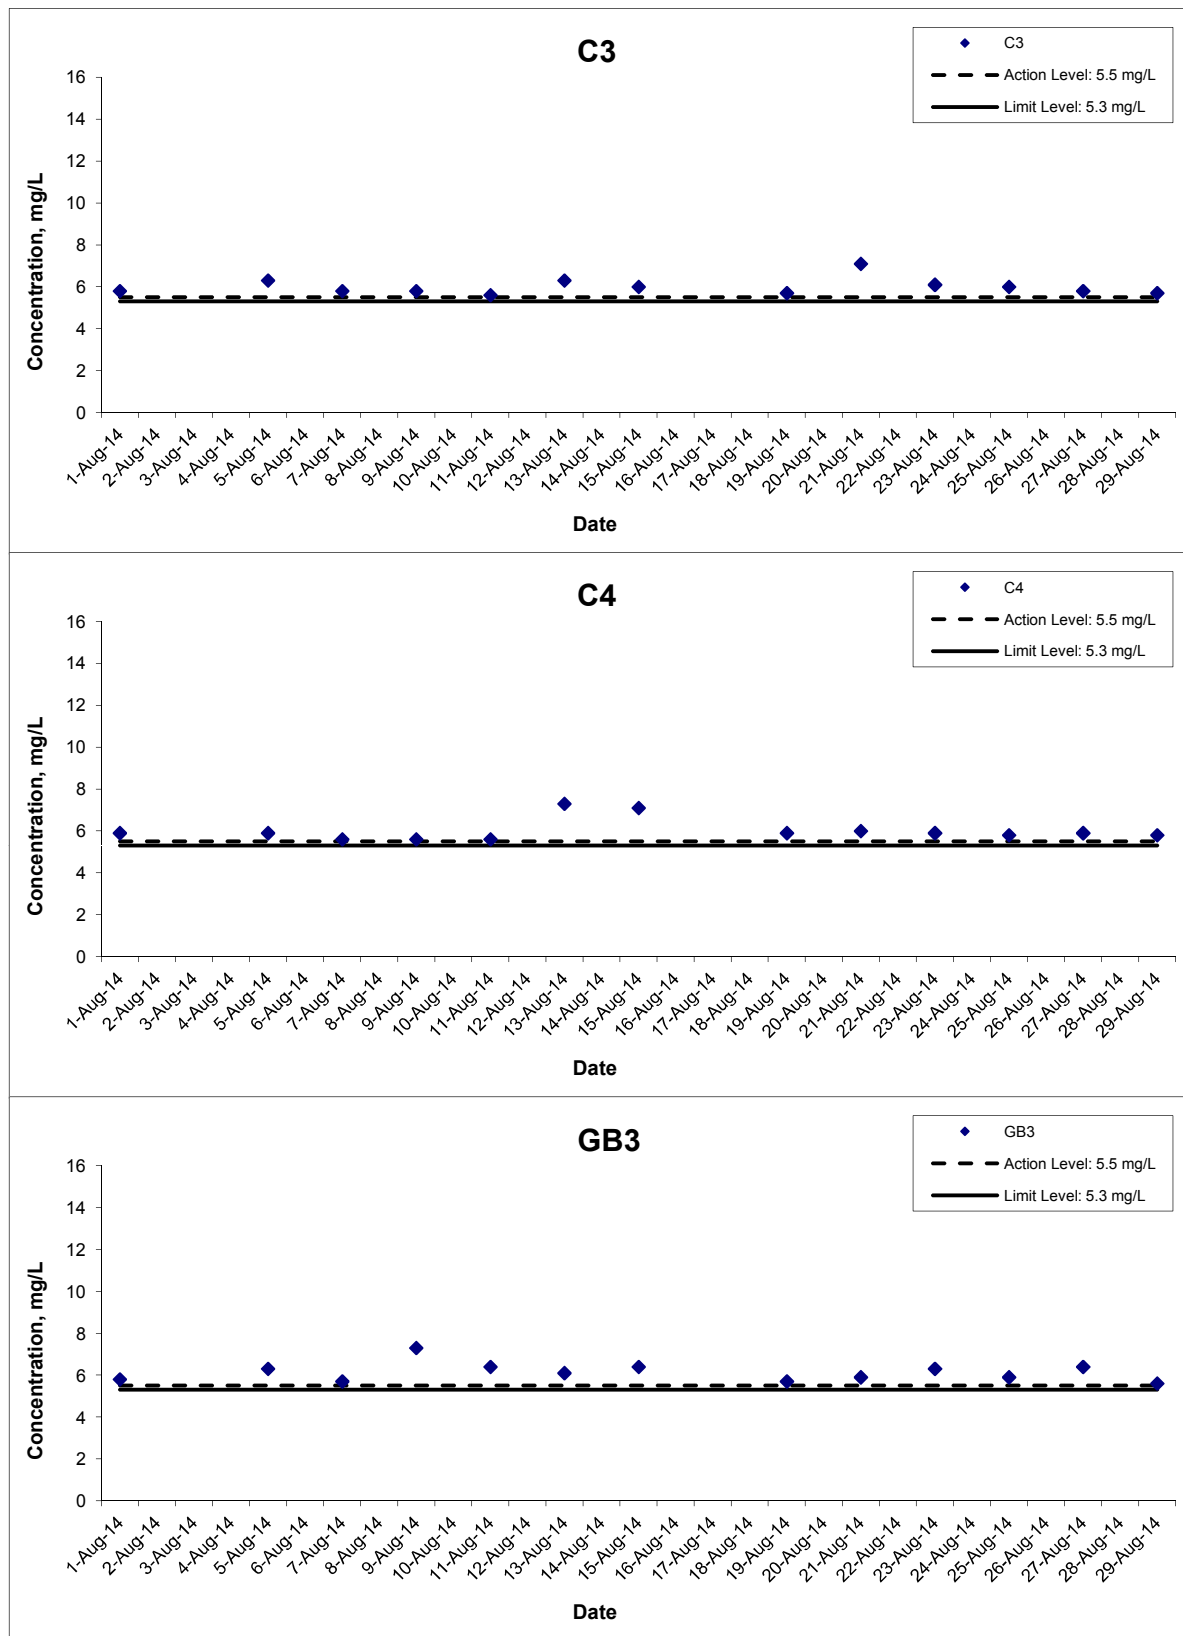 C3
C3
Action Level: 5.5 mg/L
Limit Level: 5.3 mg/L
Concentration, mg/L
16
14
12
10
8
6
4
2
0
1-Aug-14
2-Aug-14
3-Aug-14
4-Aug-14
5-Aug-14
6-Aug-14
7-Aug-14
8-Aug-14
9-Aug-14
10-Aug-14
11-Aug-14
12-Aug-14
13-Aug-14
14-Aug-14
15-Aug-14
16-Aug-14
17-Aug-14
18-Aug-14
19-Aug-14
20-Aug-14
21-Aug-14
22-Aug-14
23-Aug-14
24-Aug-14
25-Aug-14
26-Aug-14
27-Aug-14
28-Aug-14
29-Aug-14
Date
C4
C4
Action Level: 5.5 mg/L
Limit Level: 5.3 mg/L
Concentration, mg/L
16
14
12
10
8
6
4
2
0
1-Aug-14
2-Aug-14
3-Aug-14
4-Aug-14
5-Aug-14
6-Aug-14
7-Aug-14
8-Aug-14
9-Aug-14
10-Aug-14
11-Aug-14
12-Aug-14
13-Aug-14
14-Aug-14
15-Aug-14
16-Aug-14
17-Aug-14
18-Aug-14
19-Aug-14
20-Aug-14
21-Aug-14
22-Aug-14
23-Aug-14
24-Aug-14
25-Aug-14
26-Aug-14
27-Aug-14
28-Aug-14
29-Aug-14
Date
GB3
GB3
Action Level: 5.5 mg/L
Limit Level: 5.3 mg/L
Concentration, mg/L
16
14
12
10
8
6
4
2
0
1-Aug-14
2-Aug-14
3-Aug-14
4-Aug-14
5-Aug-14
6-Aug-14
7-Aug-14
8-Aug-14
9-Aug-14
10-Aug-14
11-Aug-14
12-Aug-14
13-Aug-14
14-Aug-14
15-Aug-14
16-Aug-14
17-Aug-14
18-Aug-14
19-Aug-14
20-Aug-14
21-Aug-14
22-Aug-14
23-Aug-14
24-Aug-14
25-Aug-14
26-Aug-14
27-Aug-14
28-Aug-14
29-Aug-14
Date